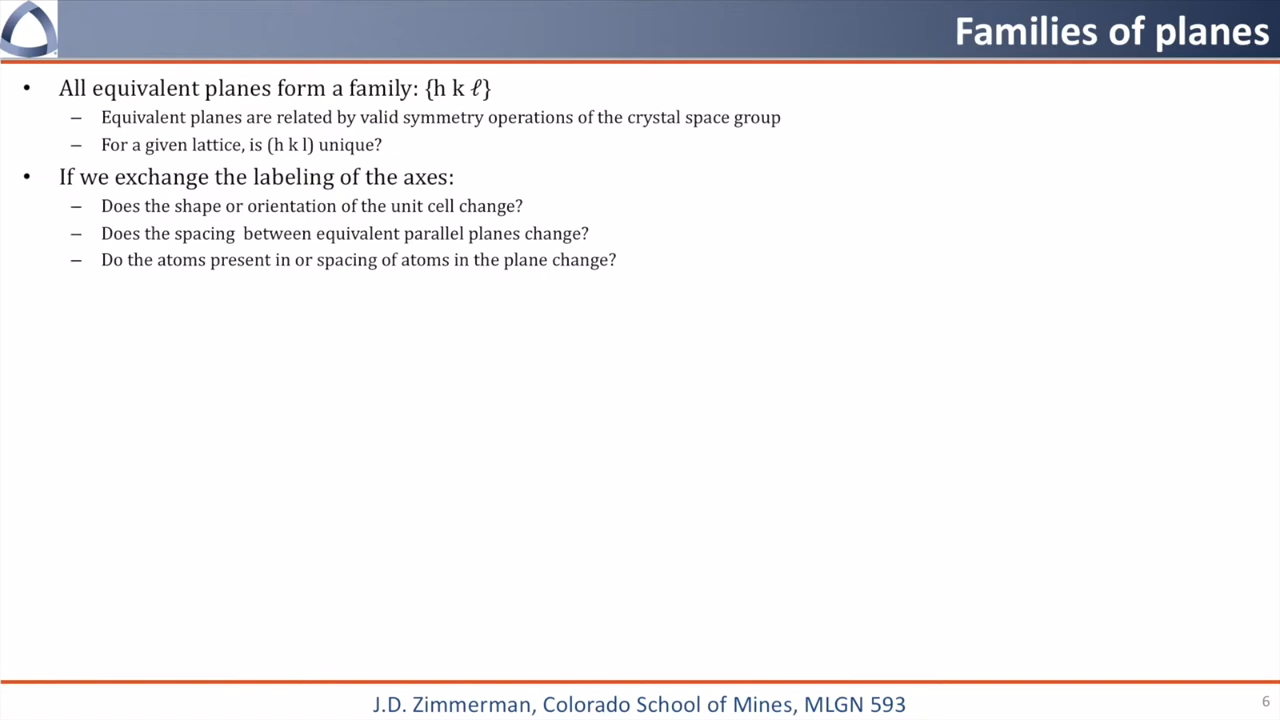 Families of planes
• All equivalent planes form a family: {h k ℓ}
– Equivalent planes are related by valid symmetry operations of the crystal space group
– For a given lattice, is (h k l) unique?
• If we exchange the labeling of the axes:
– Does the shape or orientation of the unit cell change?
– Does the spacing between equivalent parallel planes change?
– Do the atoms present in or spacing of atoms in the plane change?
J.D. Zimmerman, Colorado School of Mines, MLGN 593
6